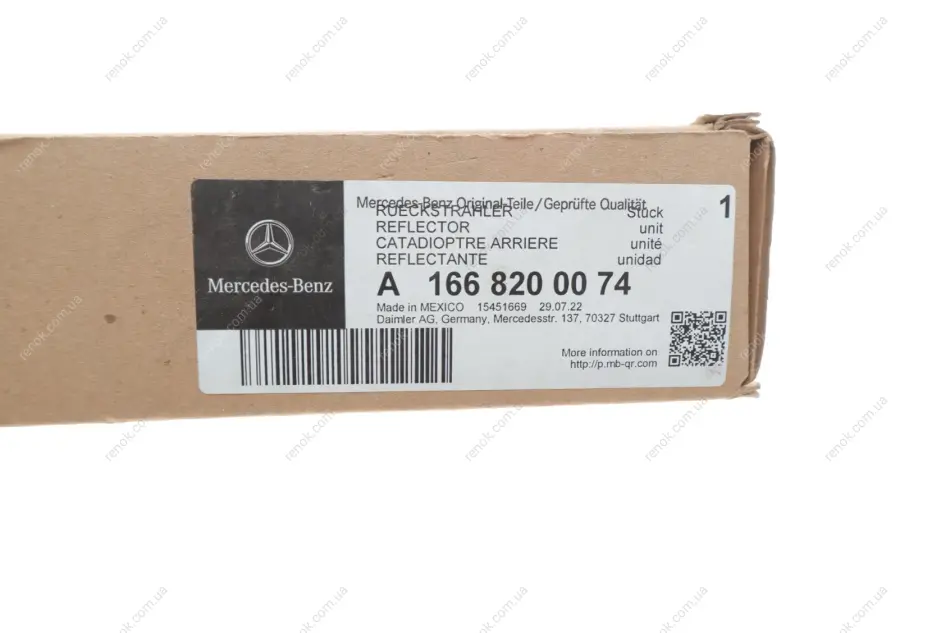 Mercedes-Benz Original-Teile/Geprüfte Qualität
RUECKSTRAHLER Stück 1
REFLECTOR unit
CATADIOPTRE ARRIERE unité
REFLECTANTE unidad
A 166 820 00 74
Made in MEXICO 15451669 29.07.22
Daimler AG, Germany, Mercedesstr. 137, 70327 Stuttgart
More information on
http://p.mb-qr.com
Mercedes-Benz
renok.com.ua